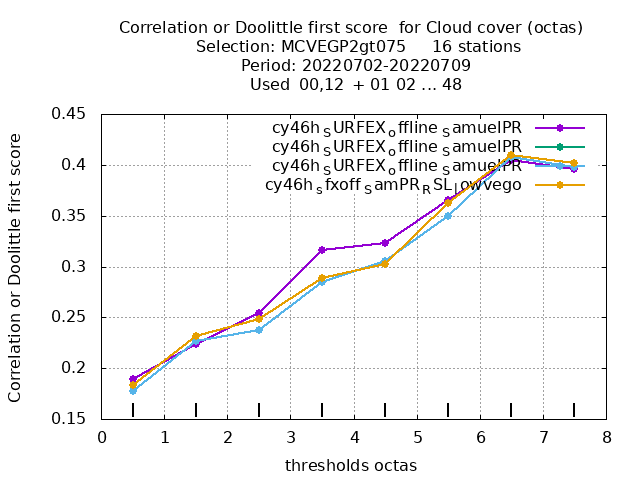 Correlation or Doolittle first score  for Cloud cover (octas)
Selection: MCVEGP2gt075     16 stations
Period: 20220702-20220709
Used  00,12  + 01 02 ... 48
cy46h_SURFEX_offline_SamuelPR
cy46h_SURFEX_offline_SamuelPR
cy46h_SURFEX_offline_SamuelPR
cy46h_sfxoff_SamPR_RSL_lowvego
Correlation or Doolittle first score
0.45
0.4
0.35
0.3
0.25
0.2
0.15
0 1 2 3 4 5 6 7 8
thresholds octas